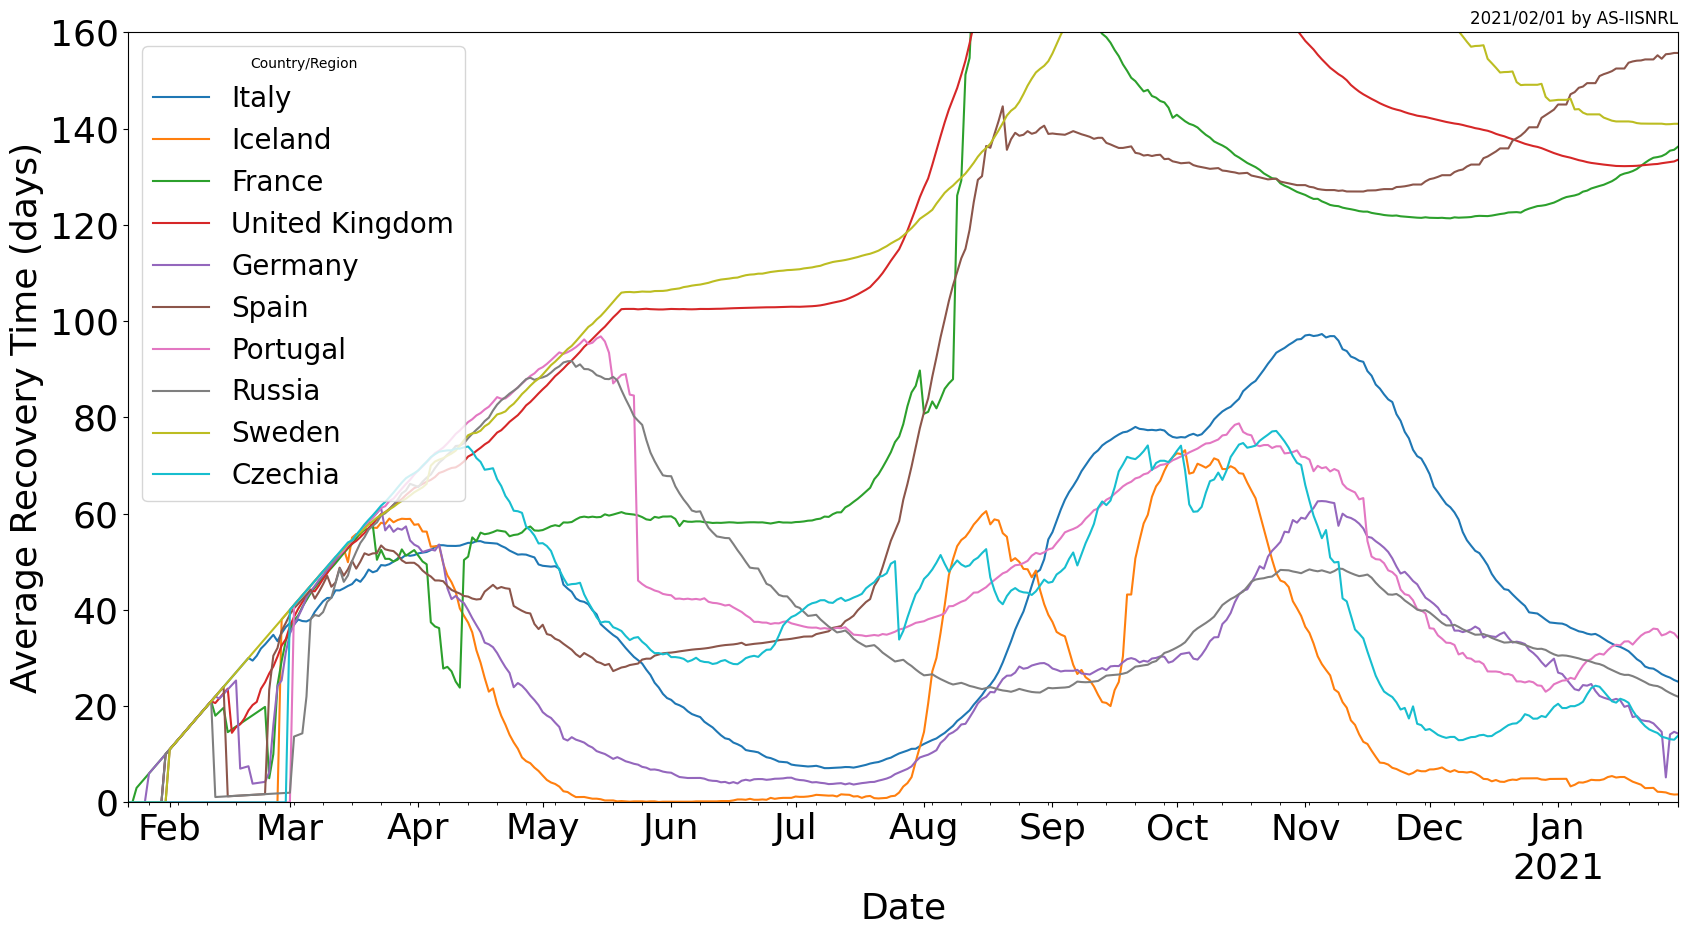 2021/02/01 by AS-IISNRL
Average Recovery Time (days)
160
140
120
100
80
60
40
20
0
Country/Region
Italy
Iceland
France
United Kingdom
Germany
Spain
Portugal
Russia
Sweden
Czechia
Feb Mar Apr May Jun Jul Aug Sep Oct Nov Dec Jan
2021
Date